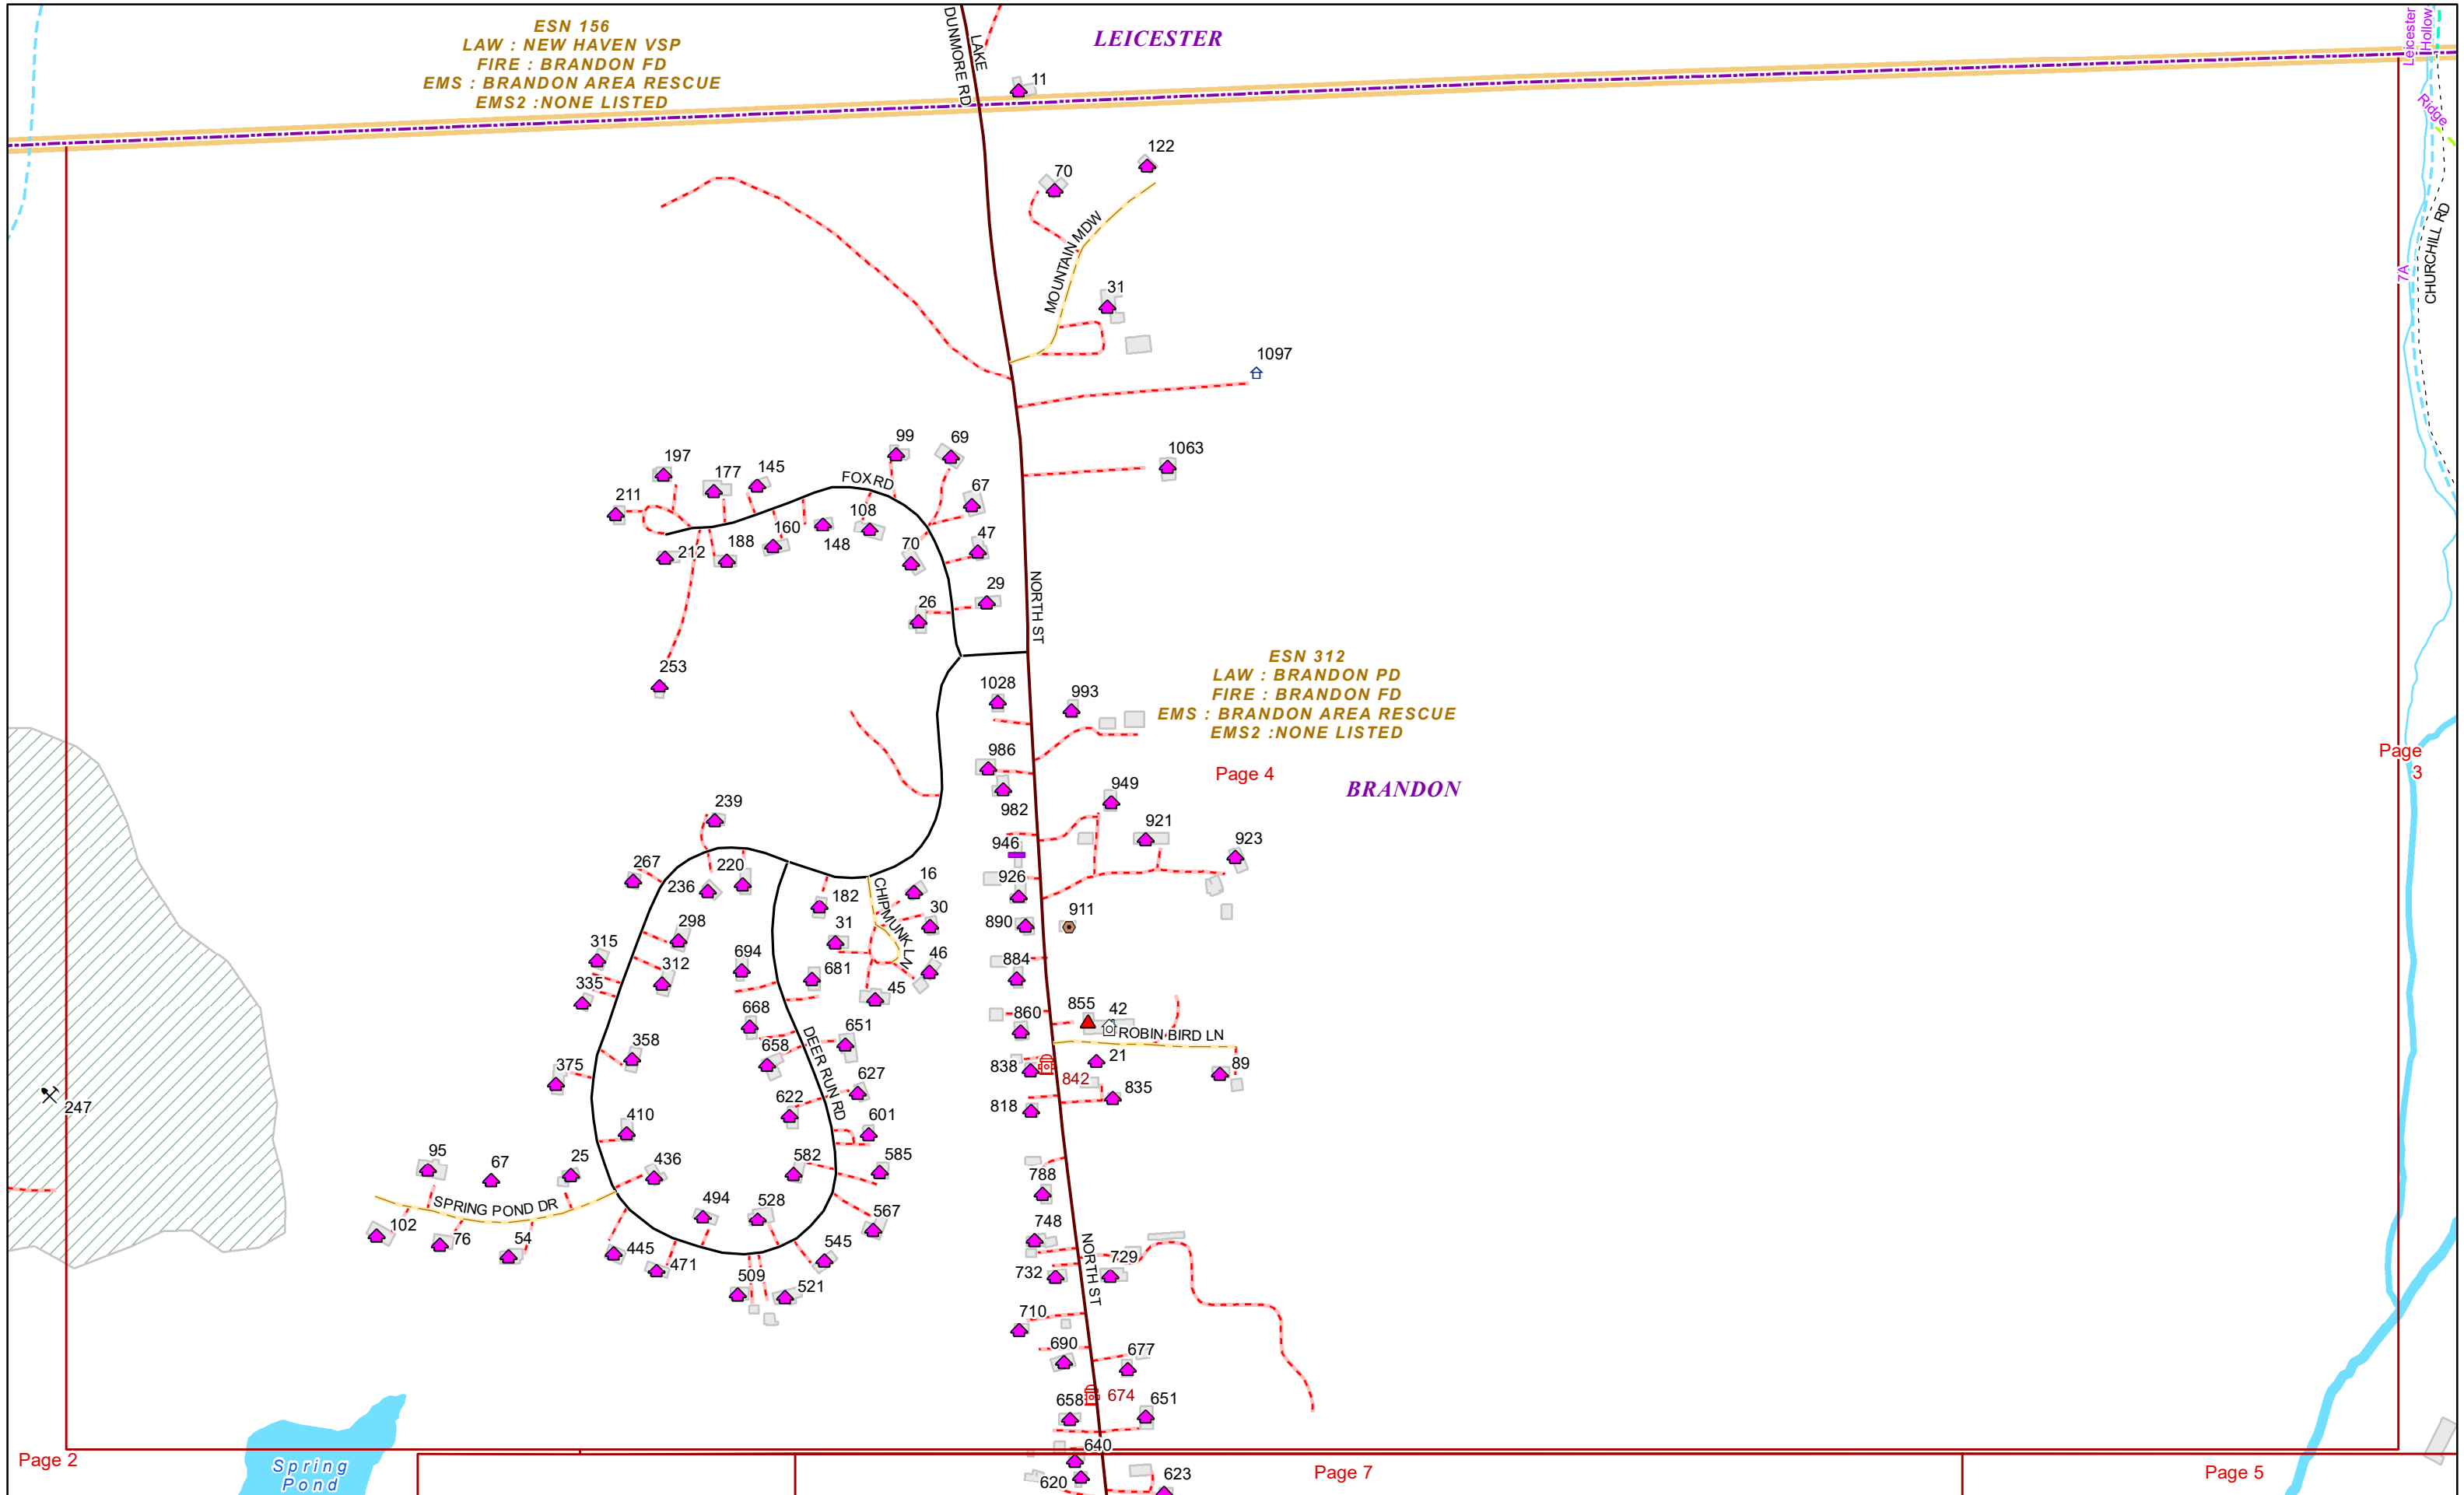 ESN 156
LAW : NEW HAVEN VSP
FIRE : BRANDON FD
EMS : BRANDON AREA RESCUE
EMS2 :NONE LISTED
LAKE
DUNMORE RD
LEICESTER
Leicester
Hollow
Ridge
11
122
70
MOUNTAIN MDW
31
7A
CHURCHILL RD
1097
1063
99
69
197
177
145
FOX RD
67
211
108
160
148
188
212
70
47
29
26
NORTH ST
253
ESN 312
LAW : BRANDON PD
FIRE : BRANDON FD
EMS : BRANDON AREA RESCUE
EMS2 :NONE LISTED
1028
993
986
Page 4
BRANDON
Page
3
982
949
239
946
921
923
267
220
236
926
16
182
CHIPMUNK LN
30
31
911
890
298
315
312
694
681
46
45
884
335
668
651
DEER RUN RD
658
860
855
42
ROBIN BIRD LN
358
375
838
842
21
89
627
622
835
818
247
410
601
95
67
25
436
582
585
788
SPRING POND DR
102
76
54
494
528
567
748
NORTH ST
445
471
545
732
729
509
521
710
690
677
658
674
651
640
Page 2
Spring
Pond
620
623
Page 7
Page 5